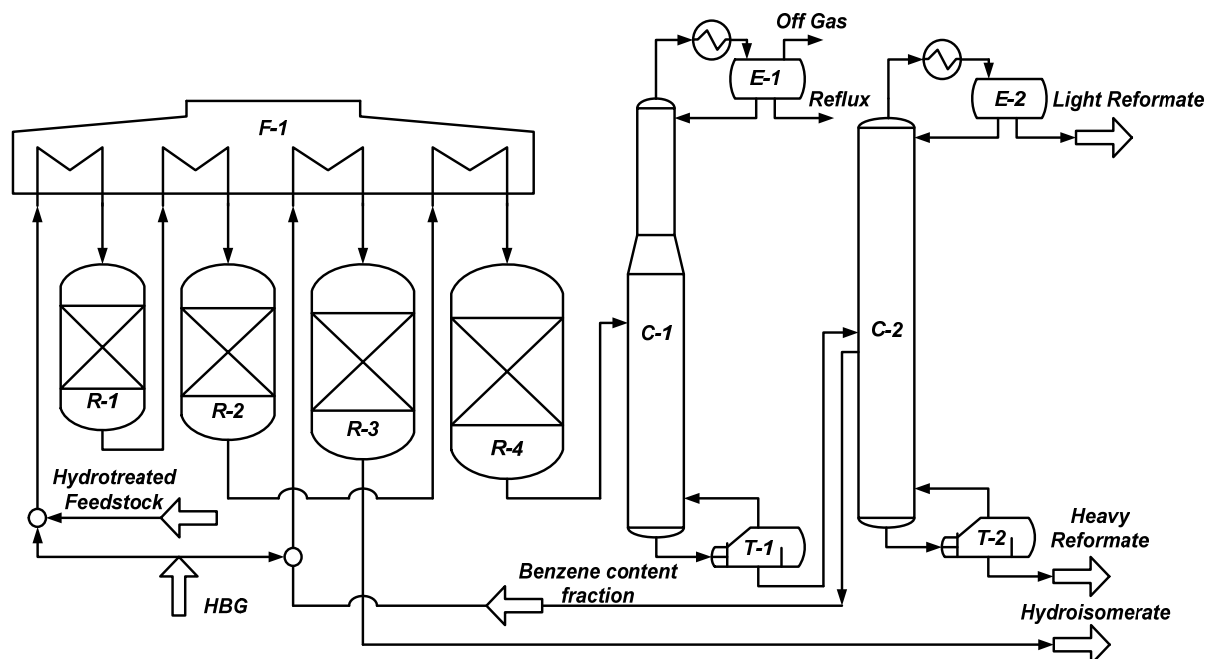 Off Gas
E-1
Reflux
E-2
Light Reformate
F-1
C-1
C-2
R-1
R-2
R-3
R-4
Hydrotreated
Feedstock
T-1
T-2
Heavy
Reformate
Benzene content
fraction
HBG
Hydroisomerate